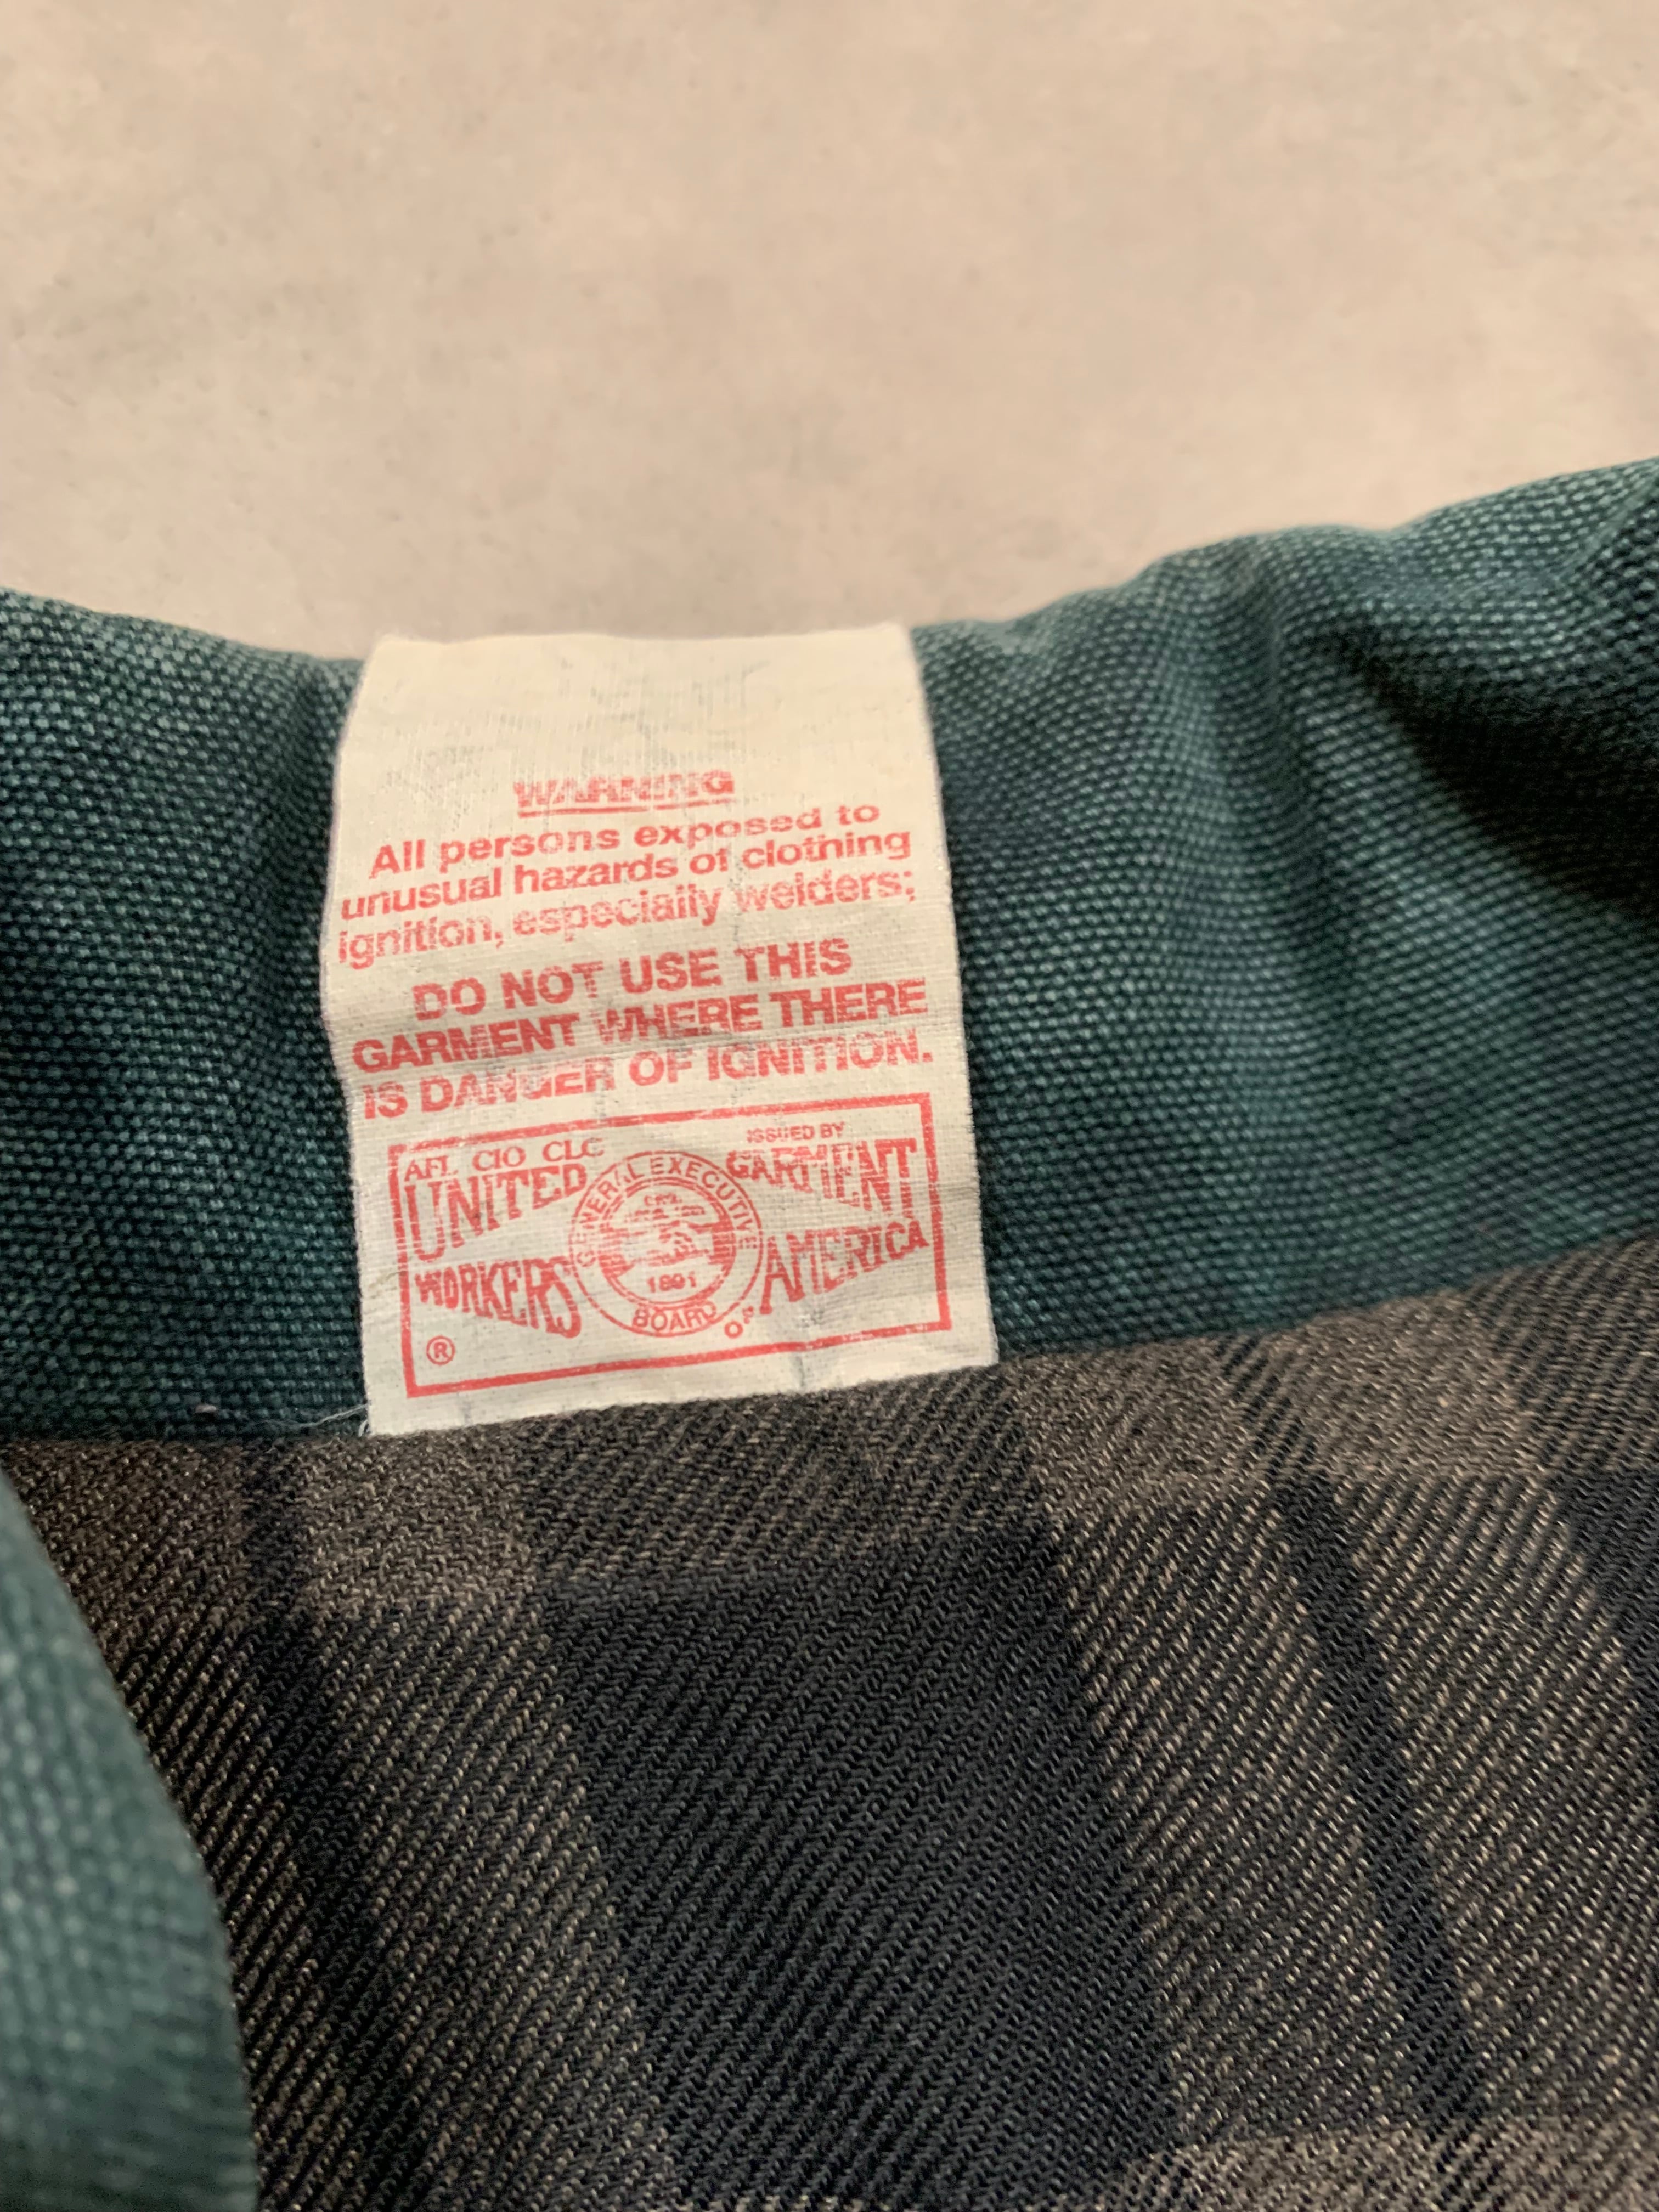 WARNING
All persons exposed to
unusual hazards of clothing
ignition, especially welders;
DO NOT USE THIS
GARMENT WHERE THERE
IS DANGER OF IGNITION.
AFL CIO CLC
ISSUED BY
UNITED GARMENT
WORKERS OF AMERICA
GENERAL EXECUTIVE
BOARD
1891
®